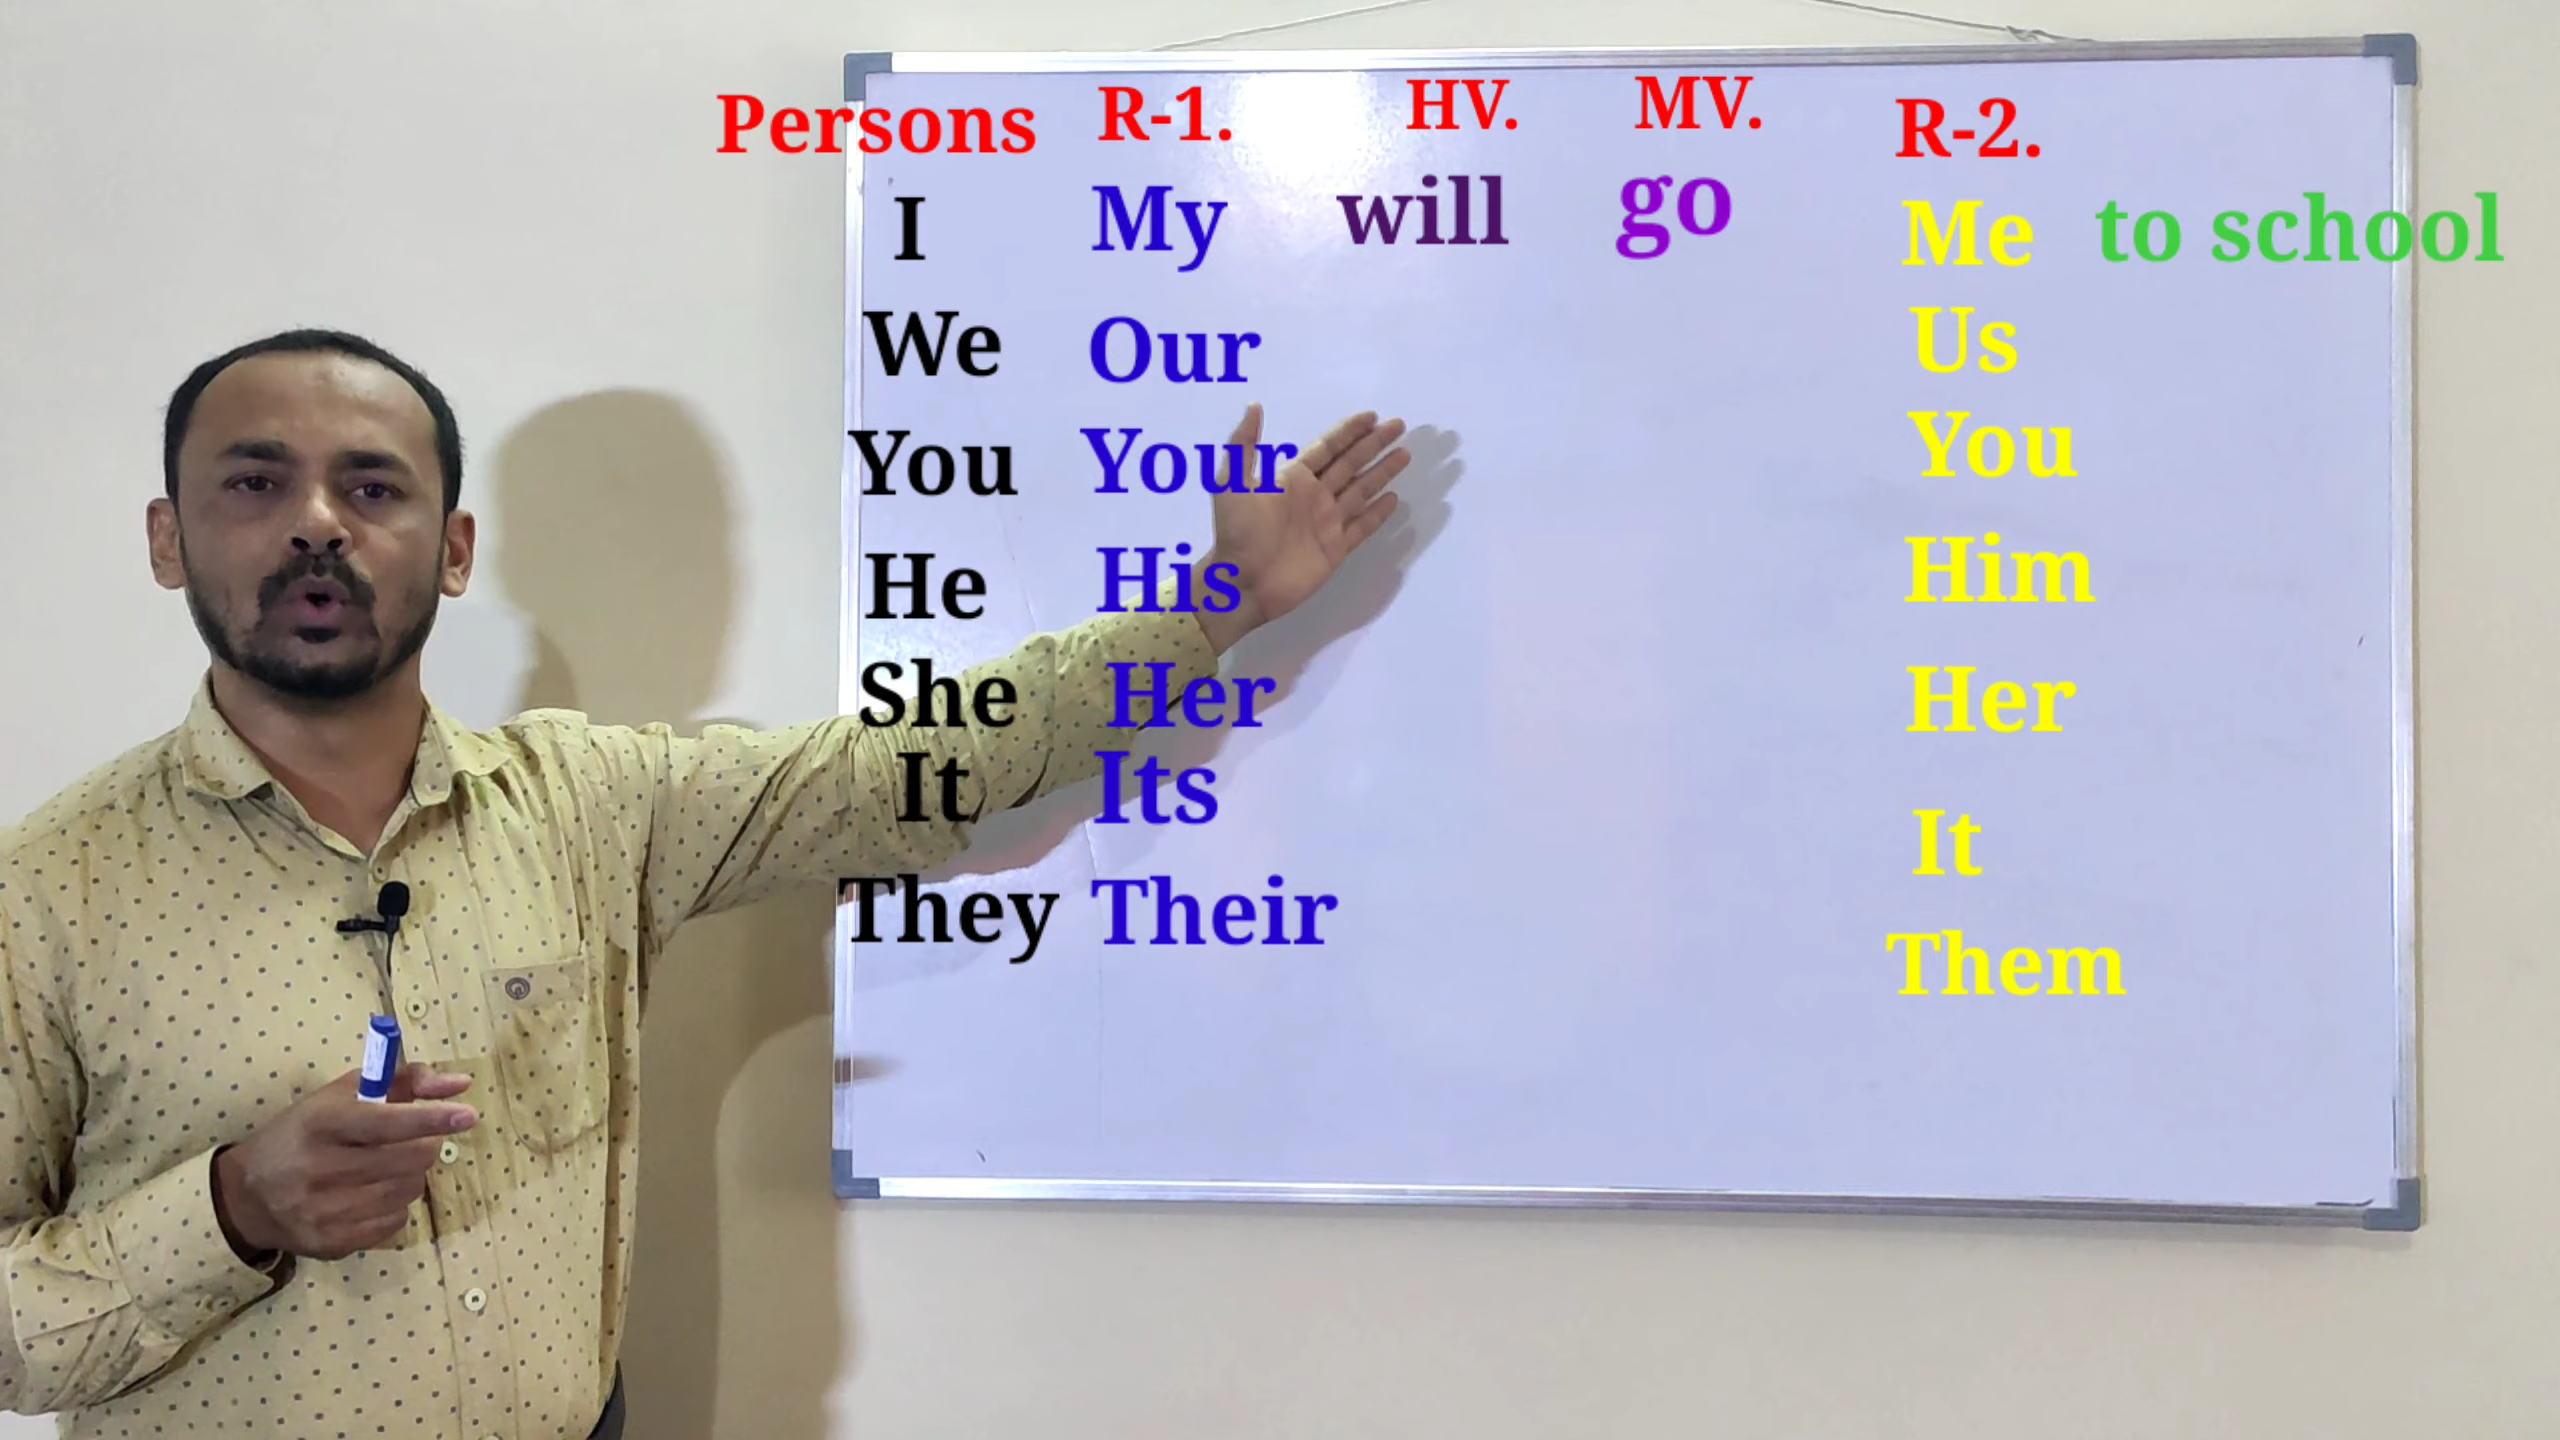 Persons R-1. HV. MV. R-2.
I My will go Me to school
We Our Us
You Your You
He His Him
She Her Her
It Its It
They Their Them